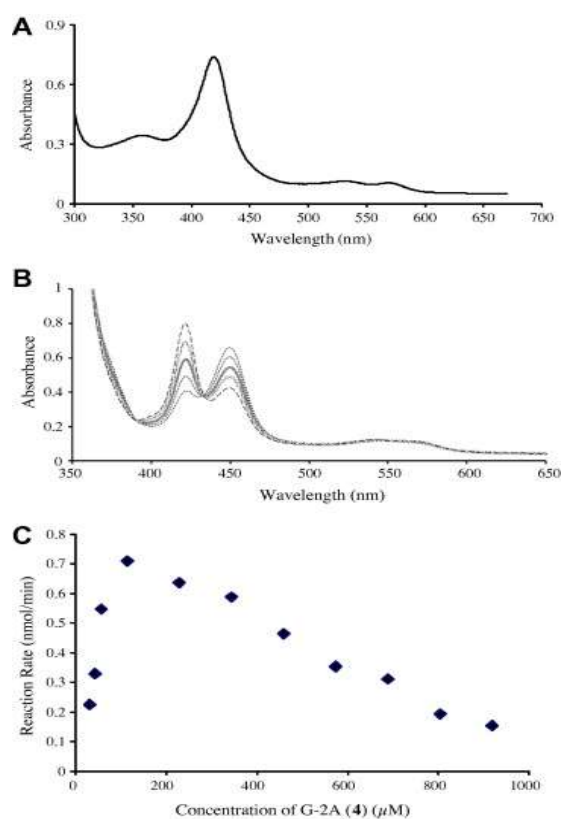 A
0.9
0.6
0.3
0
Absorbance
300 350 400 450 500 550 600 650 700
Wavelength (nm)
B
1
0.8
0.6
0.4
0.2
0
Absorbance
350 400 450 500 550 600 650
Wavelength (nm)
C
0.8
0.7
0.6
0.5
0.4
0.3
0.2
0.1
0
Reaction Rate (nmol/min)
0 200 400 600 800 1000
Concentration of G-2A (4) (µM)